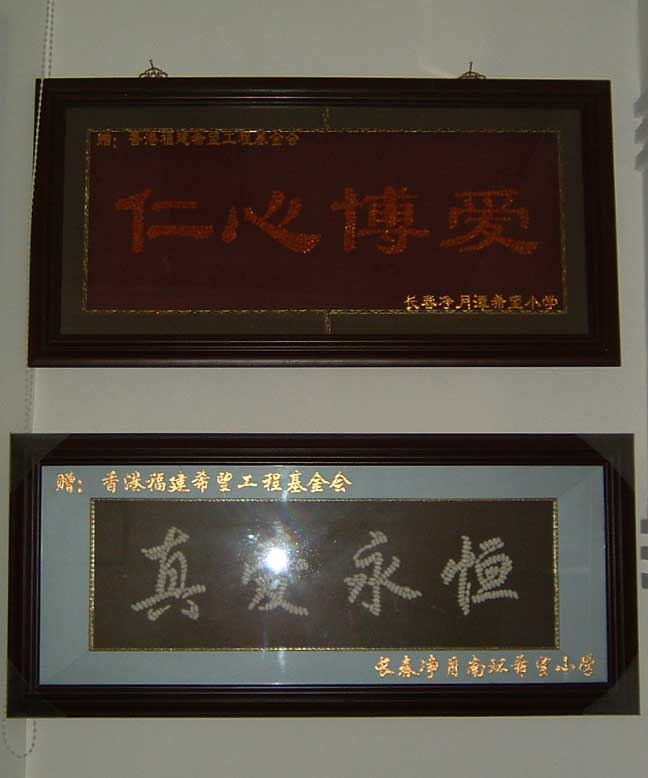 赠：香港福建希望工程基金会
仁心博爱
长春净月潭希望小学
赠：香港福建希望工程基金会
真爱永恒
长春净月南环希望小学